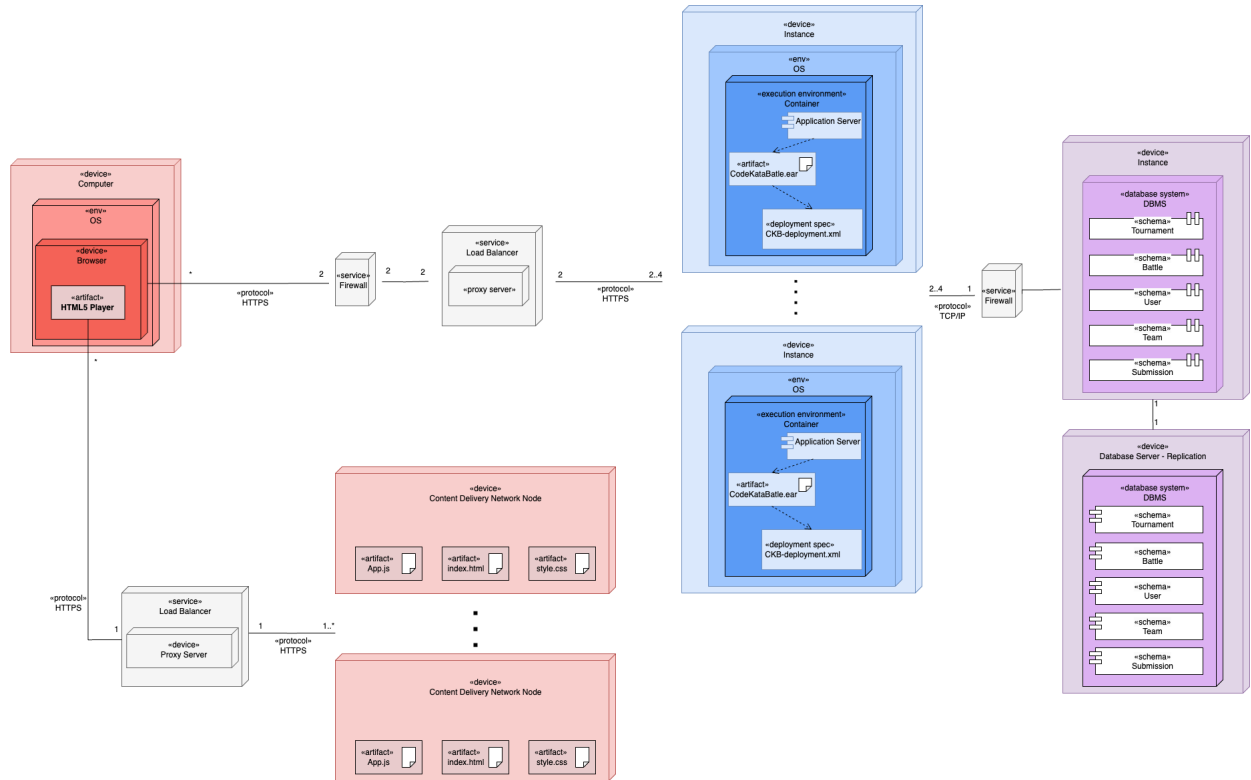 «device»
Computer
«env»
OS
«device»
Browser
«artifact»
HTML5 Player
*
«protocol»
HTTPS
2
«service»
Firewall
2
2
«service»
Load Balancer
«proxy server»
2
«protocol»
HTTPS
2..4
«device»
Instance
«env»
OS
«execution environment»
Container
Application Server
«artifact»
CodeKataBatle.ear
«deployment spec»
CKB-deployment.xml
«device»
Instance
«env»
OS
«execution environment»
Container
Application Server
«artifact»
CodeKataBatle.ear
«deployment spec»
CKB-deployment.xml
2..4
«protocol»
TCP/IP
1
«service»
Firewall
«device»
Instance
«database system»
DBMS
«schema»
Tournament
«schema»
Battle
«schema»
User
«schema»
Team
«schema»
Submission
1
1
«device»
Database Server - Replication
«database system»
DBMS
«schema»
Tournament
«schema»
Battle
«schema»
User
«schema»
Team
«schema»
Submission
*
«protocol»
HTTPS
1
«service»
Load Balancer
«device»
Proxy Server
1
«protocol»
HTTPS
1..*
«device»
Content Delivery Network Node
«artifact»
App.js
«artifact»
index.html
«artifact»
style.css
«device»
Content Delivery Network Node
«artifact»
App.js
«artifact»
index.html
«artifact»
style.css